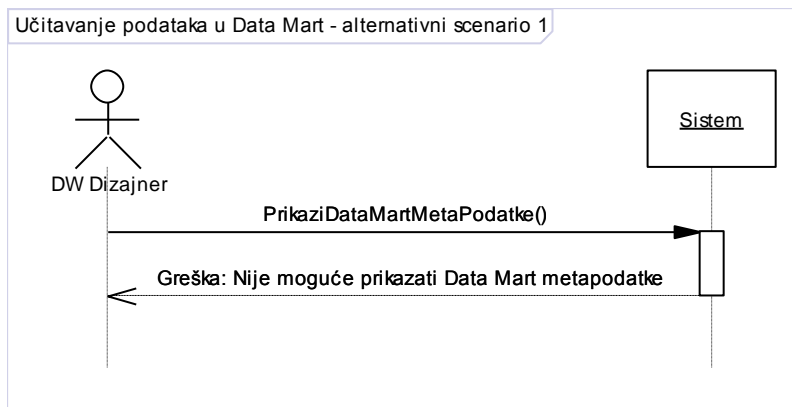 Učitavanje podataka u Data Mart - alternativni scenario 1
Sistem
DW Dizajner
PrikaziDataMartMetaPodatke()
Greška: Nije moguće prikazati Data Mart metapodatke